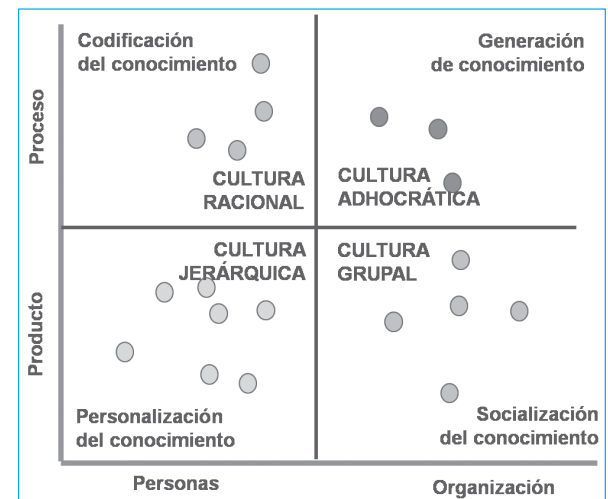 Codificación
del conocimiento
Generación
de conocimiento
Proceso
CULTURA
RACIONAL
CULTURA
ADHOCRÁTICA
CULTURA
JERÁRQUICA
CULTURA
GRUPAL
Producto
Personalización
del conocimiento
Socialización
del conocimiento
Personas
Organización